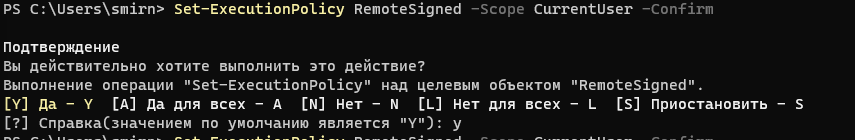 PS C:\Users\smirn> Set-ExecutionPolicy RemoteSigned -Scope CurrentUser -Confirm
Подтверждение
Вы действительно хотите выполнить это действие?
Выполнение операции "Set-ExecutionPolicy" над целевым объектом "RemoteSigned".
[Y] Да - Y  [A] Да для всех - A  [N] Нет - N  [L] Нет для всех - L  [S] Приостановить - S
[?] Справка(значением по умолчанию является "Y"): y
PS C:\Users\smirn> Set-ExecutionPolicy RemoteSigned -Scope CurrentUser -Confirm